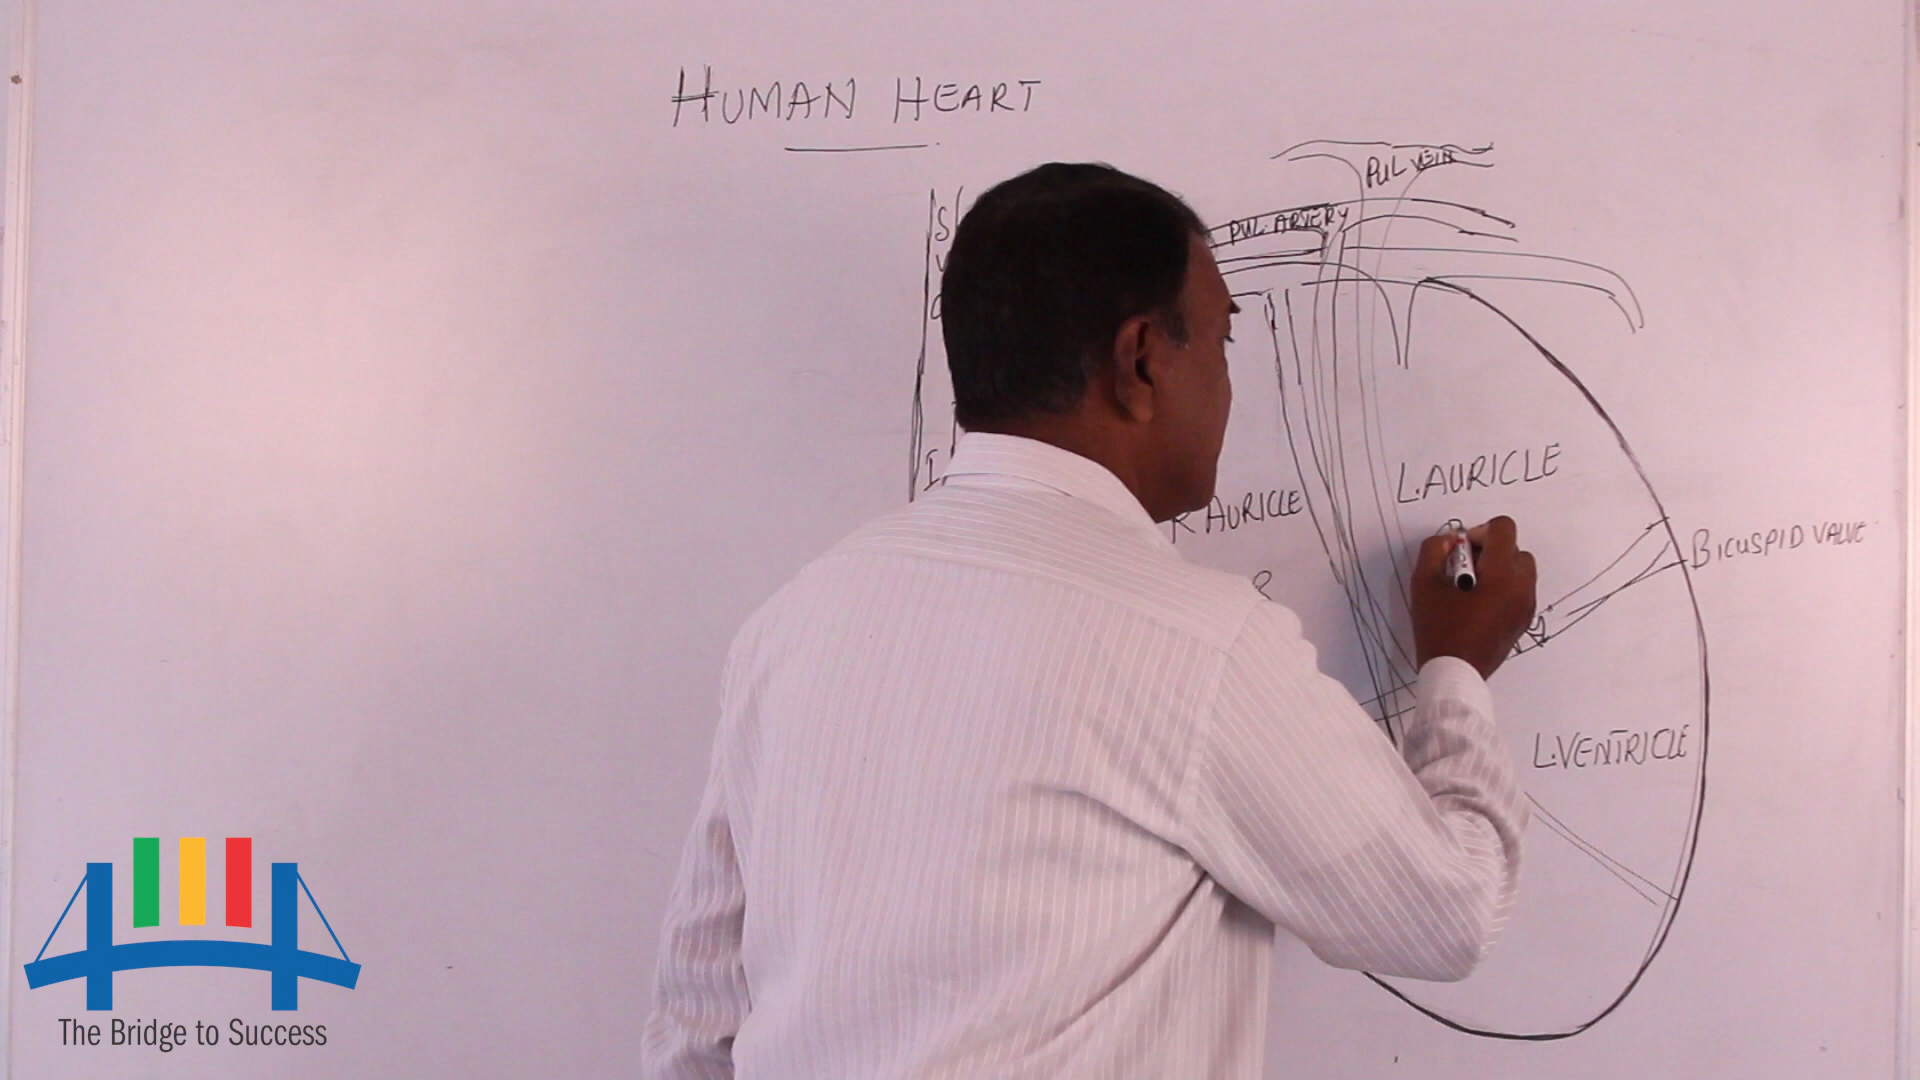 HUMAN HEART
PUL VEIN
PUL. ARTERY
S
V
I
L.AURICLE
R AURICLE
BICUSPID VALVE
L.VENTRICLE
The Bridge to Success